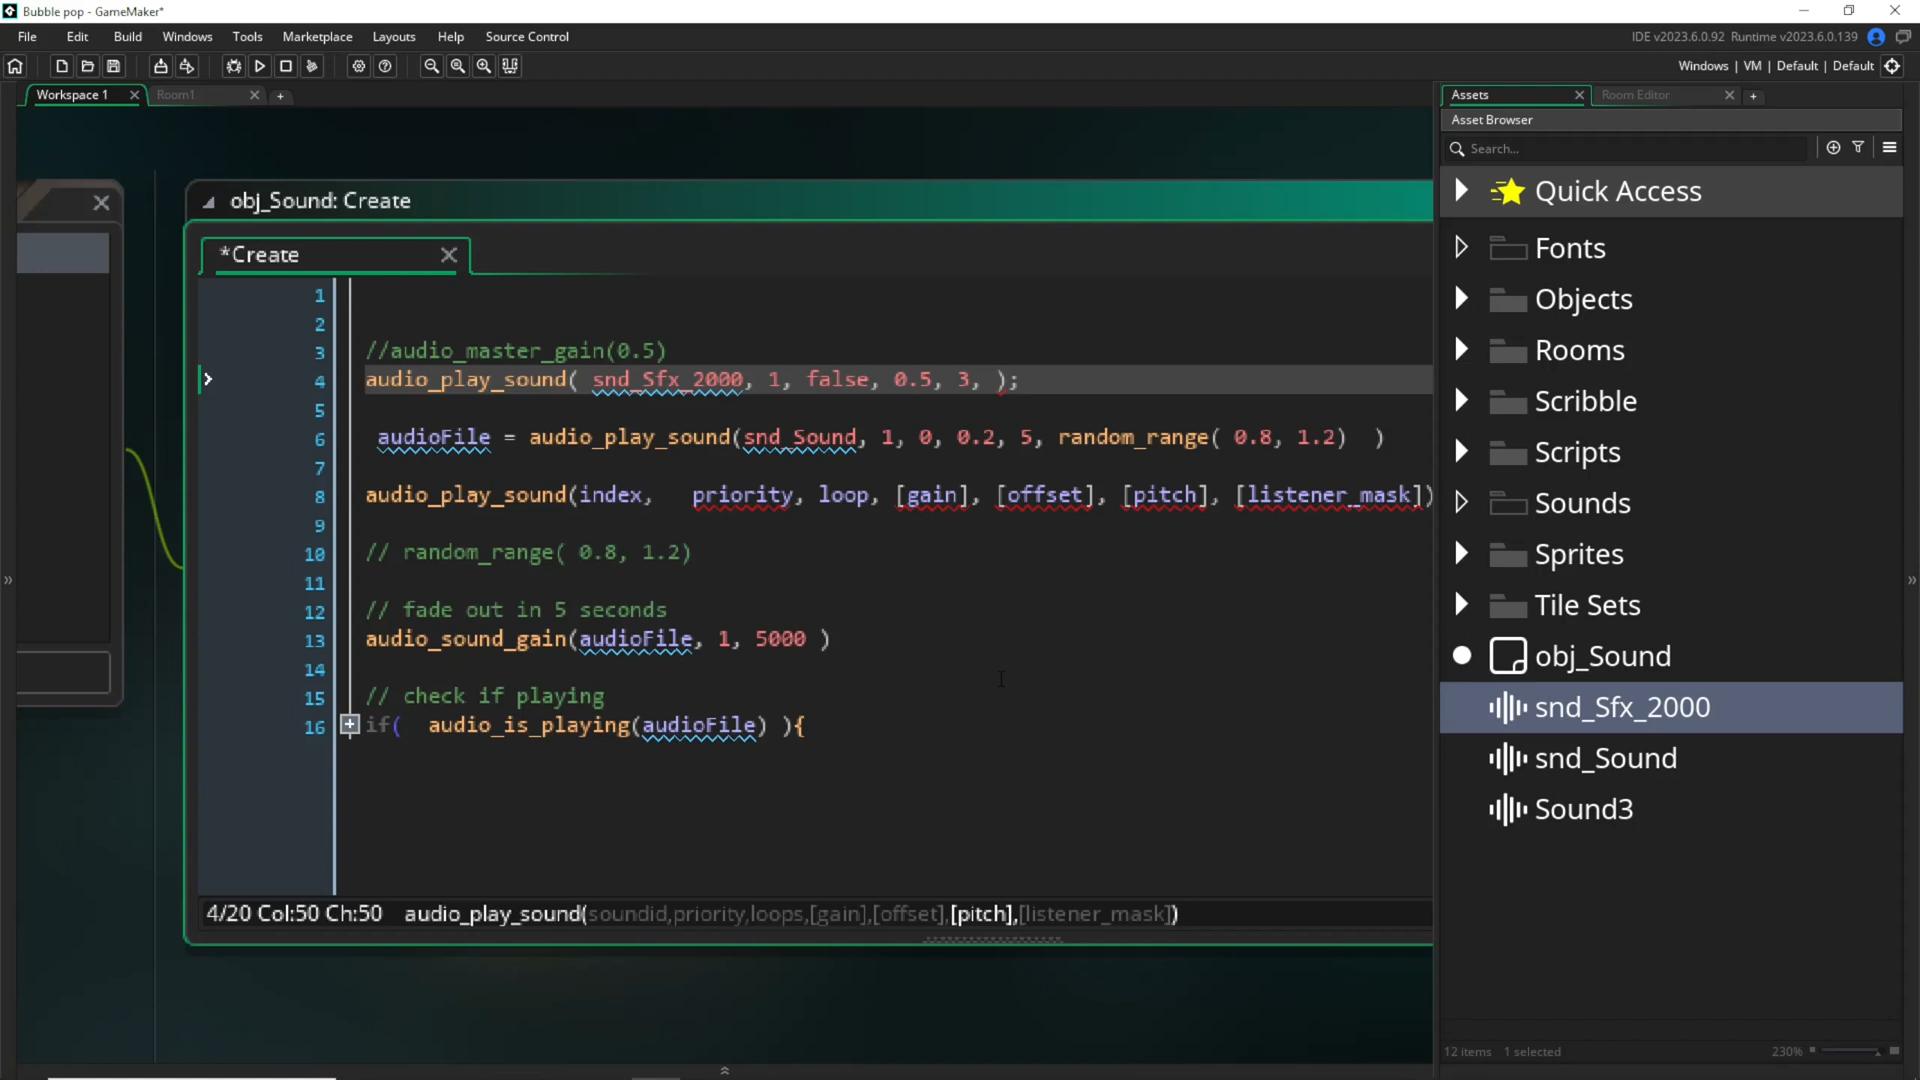 Bubble pop - GameMaker*
File Edit Build Windows Tools Marketplace Layouts Help Source Control
IDE v2023.6.0.92 Runtime v2023.6.0.139
Windows | VM | Default | Default
Workspace 1
Room1
Assets
Room Editor
Asset Browser
Search...
obj_Sound: Create
*Create
1
2
3 //audio_master_gain(0.5)
4 audio_play_sound( snd_Sfx_2000, 1, false, 0.5, 3, );
5
6 audioFile = audio_play_sound(snd_Sound, 1, 0, 0.2, 5, random_range( 0.8, 1.2) )
7
8 audio_play_sound(index, priority, loop, [gain], [offset], [pitch], [listener_mask])
9
10 // random_range( 0.8, 1.2)
11
12 // fade out in 5 seconds
13 audio_sound_gain(audioFile, 1, 5000 )
14
15 // check if playing
16 if( audio_is_playing(audioFile) ){
4/20 Col:50 Ch:50 audio_play_sound(soundid,priority,loops,[gain],[offset],[pitch],[listener_mask])
Quick Access
Fonts
Objects
Rooms
Scribble
Scripts
Sounds
Sprites
Tile Sets
obj_Sound
snd_Sfx_2000
snd_Sound
Sound3
12 items 1 selected
230%